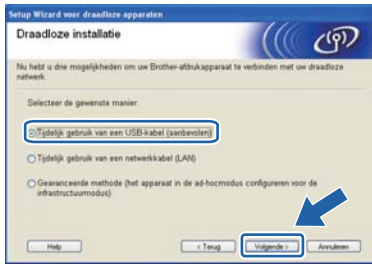 Setup Wizard voor draadloze apparaten
Draadloze installatie
Nu hebt u drie mogelijkheden om uw Brother-afdrukapparaat te verbinden met uw draadloze
netwerk.
Selecteer de gewenste manier:
Tijdelijk gebruik van een USB-kabel (aanbevolen)
Tijdelijk gebruik van een netwerkkabel (LAN)
Geavanceerde methode (het apparaat in de ad-hocmodus configureren voor de
infrastructuurmodus)
Help
< Terug
Volgende >
Annuleren